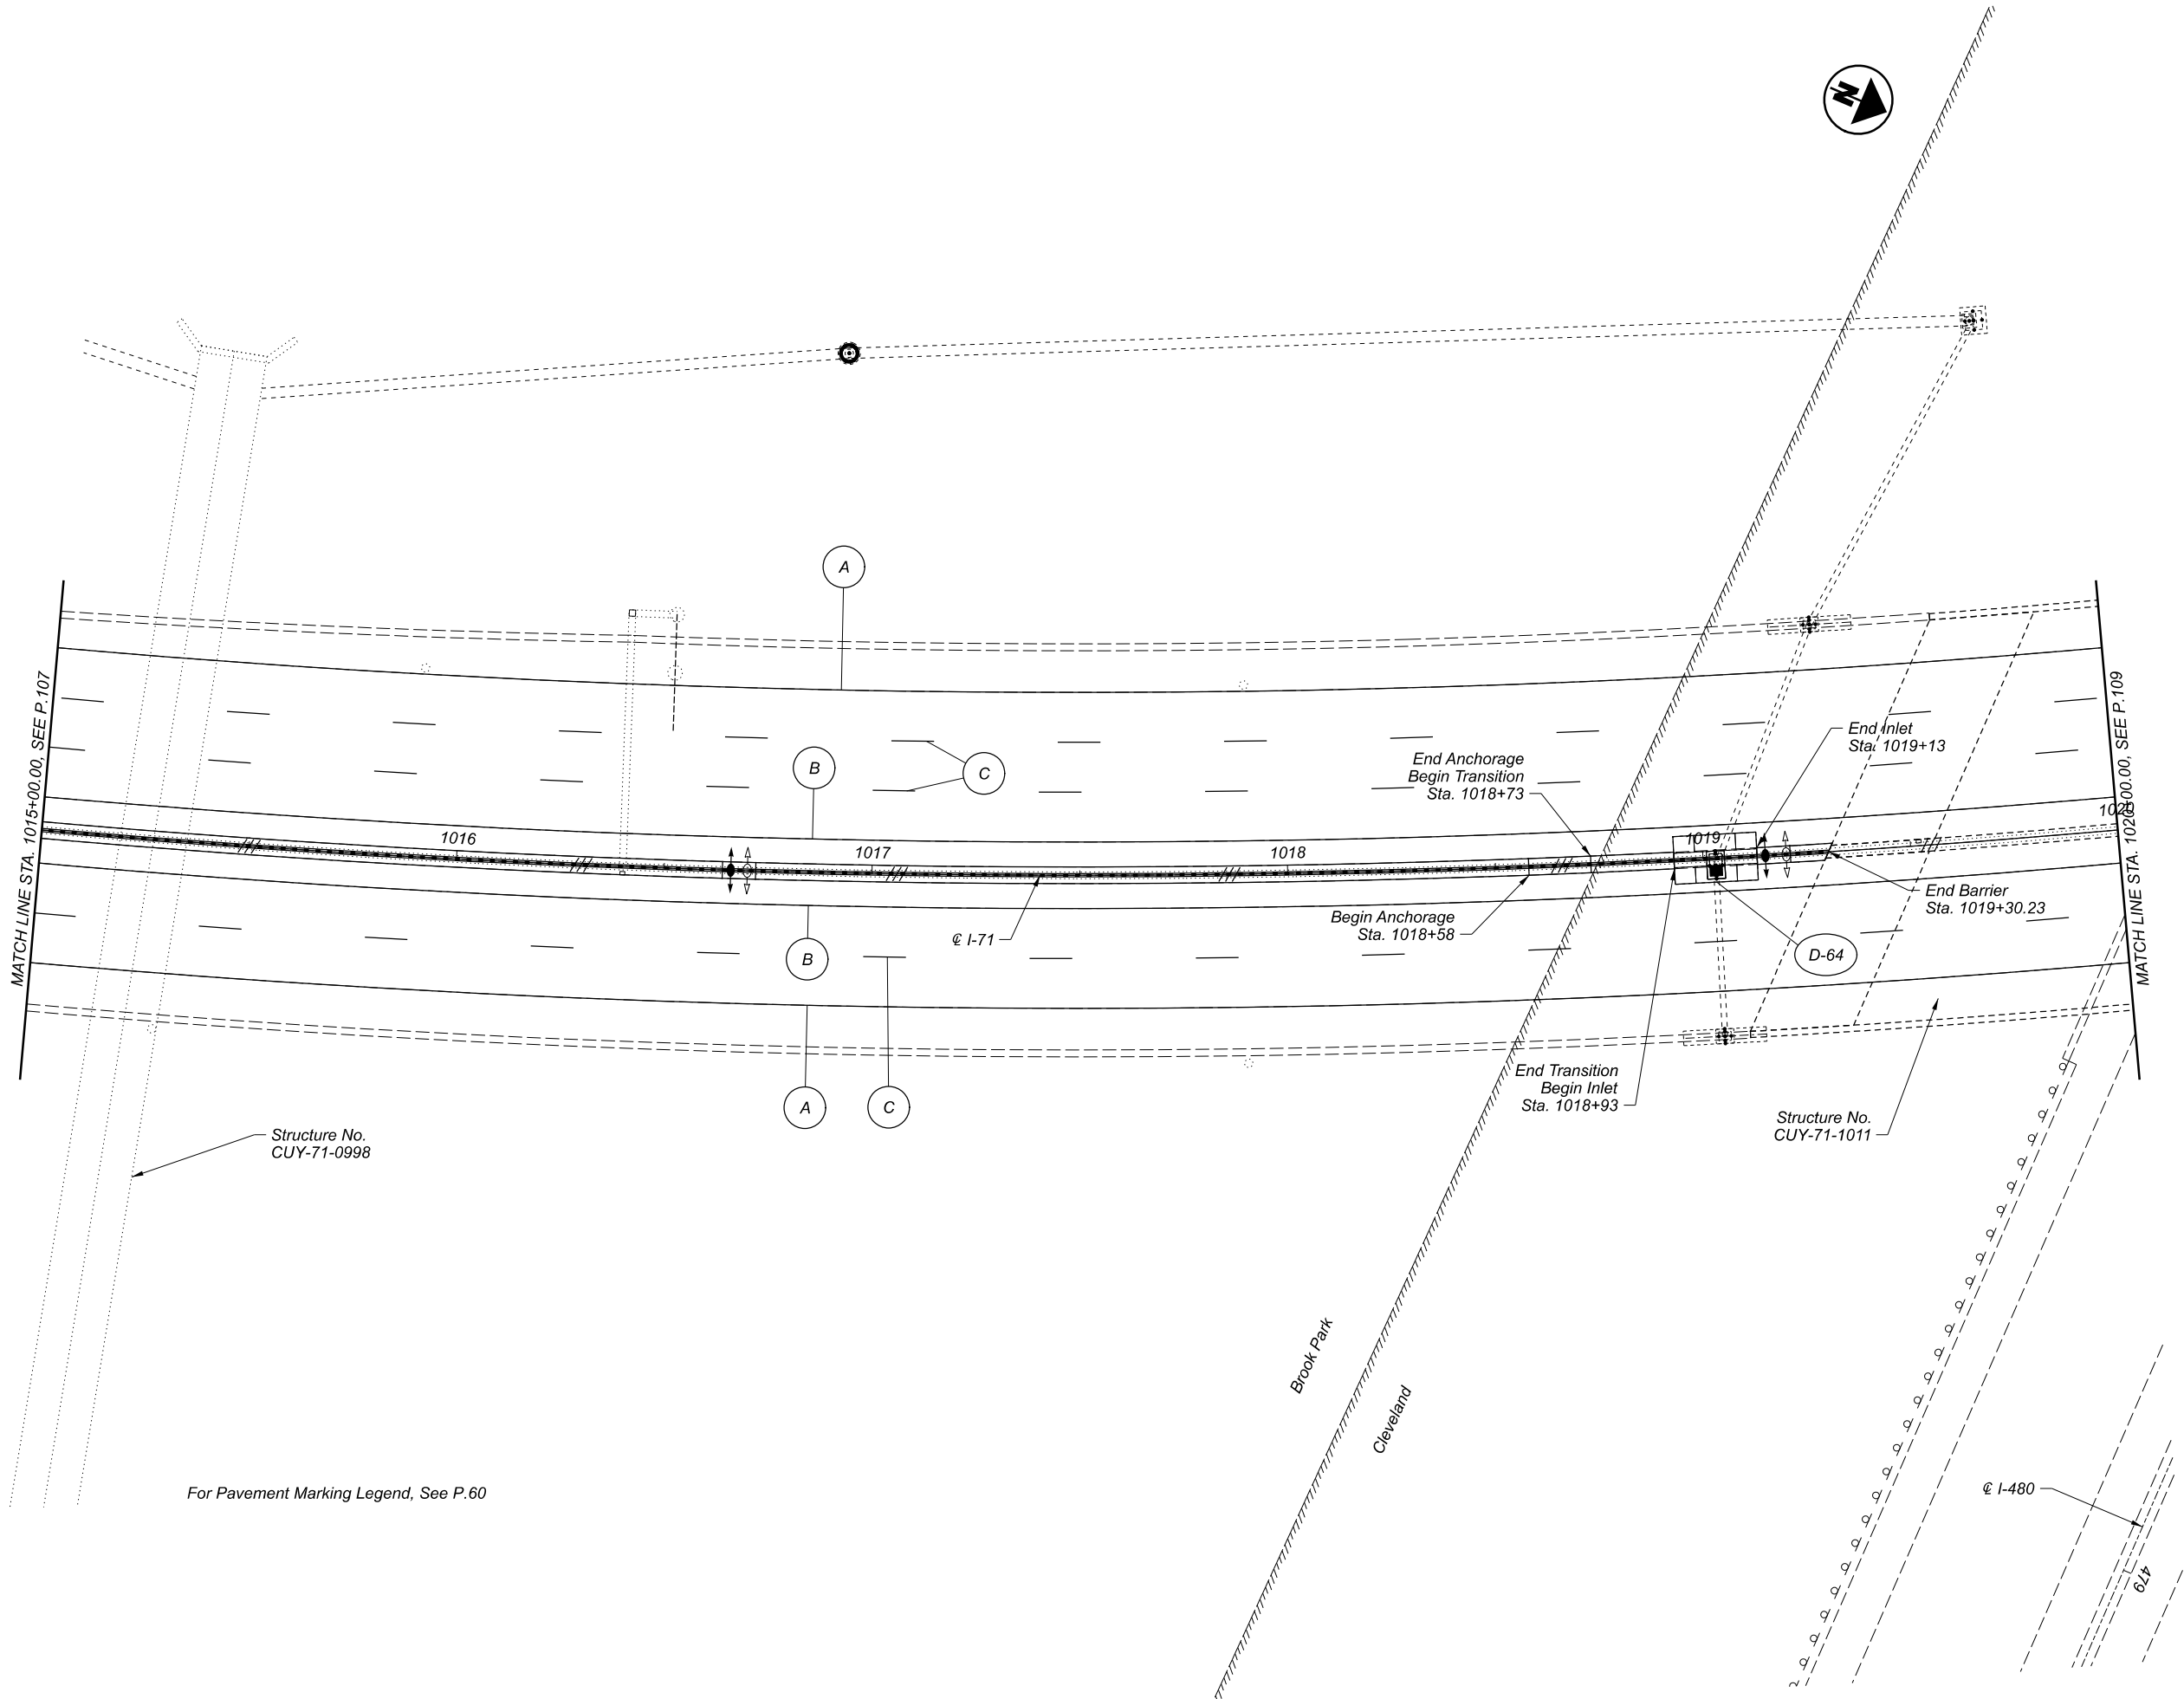 N
A
MATCH LINE STA. 1015+00.00, SEE P.107
MATCH LINE STA. 1020+00.00, SEE P.109
End Inlet
Sta. 1019+13
End Anchorage
Begin Transition
Sta. 1018+73
B
C
1016
1017
1018
1019
1020
End Barrier
Sta. 1019+30.23
Begin Anchorage
Sta. 1018+58
℄ I-71
B
D-64
End Transition
Begin Inlet
Sta. 1018+93
A
C
Structure No.
CUY-71-1011
Structure No.
CUY-71-0998
Brook Park
Cleveland
For Pavement Marking Legend, See P.60
℄ I-480
479